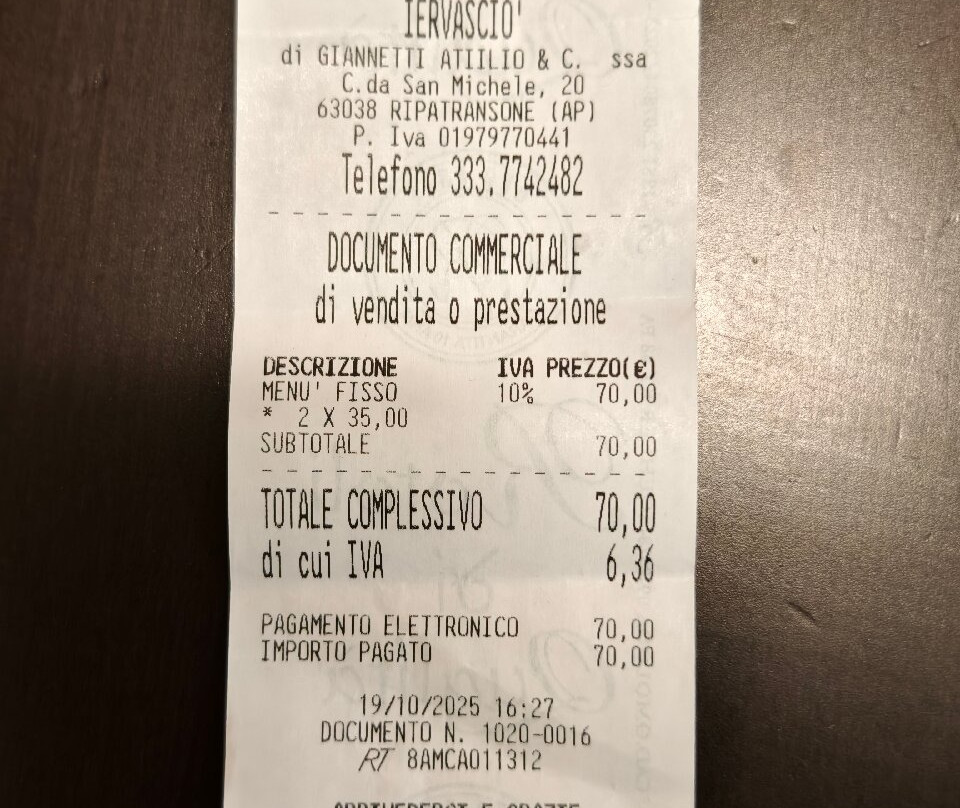 IERVASCIO'
di GIANNETTI ATIILIO & C. ssa
C.da San Michele, 20
63038 RIPATRANSONE (AP)
P. Iva 01979770441
Telefono 333.7742482
DOCUMENTO COMMERCIALE
di vendita o prestazione
DESCRIZIONE IVA PREZZO(€)
MENU' FISSO 10% 70,00
* 2 X 35,00
SUBTOTALE 70,00
TOTALE COMPLESSIVO 70,00
di cui IVA 6,36
PAGAMENTO ELETTRONICO 70,00
IMPORTO PAGATO 70,00
19/10/2025 16:27
DOCUMENTO N. 1020-0016
RT 8AMCA011312
ARRIVEDERCI E GRAZIE